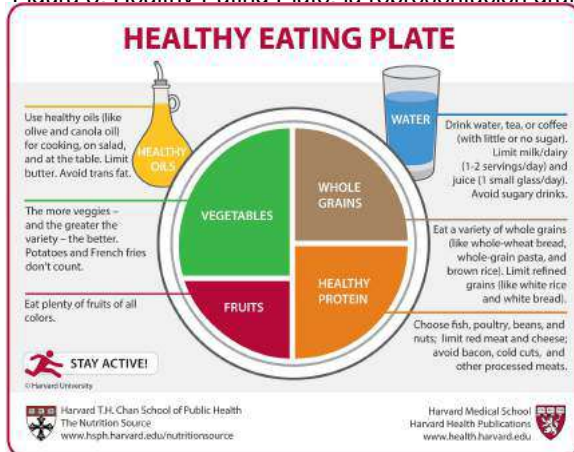 HEALTHY EATING PLATE
Use healthy oils (like
olive and canola oil)
for cooking, on salad,
and at the table. Limit
butter. Avoid trans fat.
HEALTHY
OILS
The more veggies –
and the greater the
variety – the better.
Potatoes and French fries
don't count.
Eat plenty of fruits of all
colors.
VEGETABLES
FRUITS
WHOLE
GRAINS
HEALTHY
PROTEIN
WATER
Drink water, tea, or coffee
(with little or no sugar).
Limit milk/dairy
(1-2 servings/day) and
juice (1 small glass/day).
Avoid sugary drinks.
Eat a variety of whole grains
(like whole-wheat bread,
whole-grain pasta, and
brown rice). Limit refined
grains (like white rice
and white bread).
Choose fish, poultry, beans, and
nuts; limit red meat and cheese;
avoid bacon, cold cuts, and
other processed meats.
STAY ACTIVE!
© Harvard University
Harvard T.H. Chan School of Public Health
The Nutrition Source
www.hsph.harvard.edu/nutritionsource
Harvard Medical School
Harvard Health Publications
www.health.harvard.edu